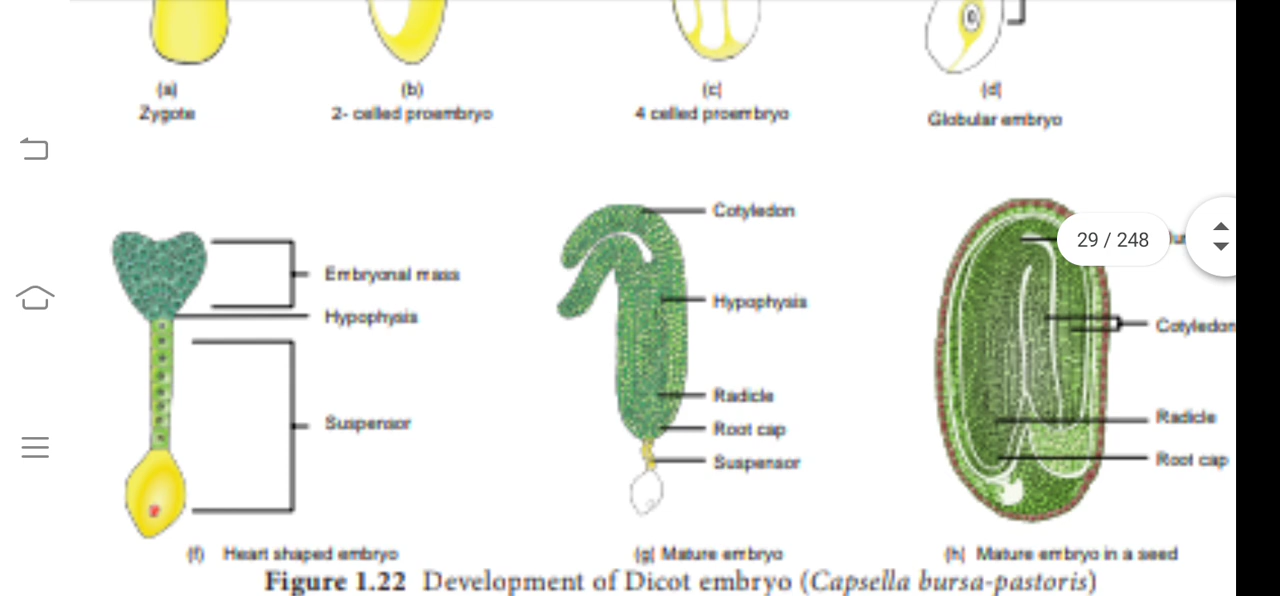 (a)
Zygote
(b)
2- celled proembryo
(c)
4 celled proembryo
(d)
Globular embryo
Embryonal mass
Hypophysis
Suspensor
(f) Heart shaped embryo
Cotyledon
Hypophysis
Radicle
Root cap
Suspensor
(g) Mature embryo
29 / 248
Cotyledon
Radicle
Root cap
(h) Mature embryo in a seed
Figure 1.22 Development of Dicot embryo (Capsella bursa-pastoris)